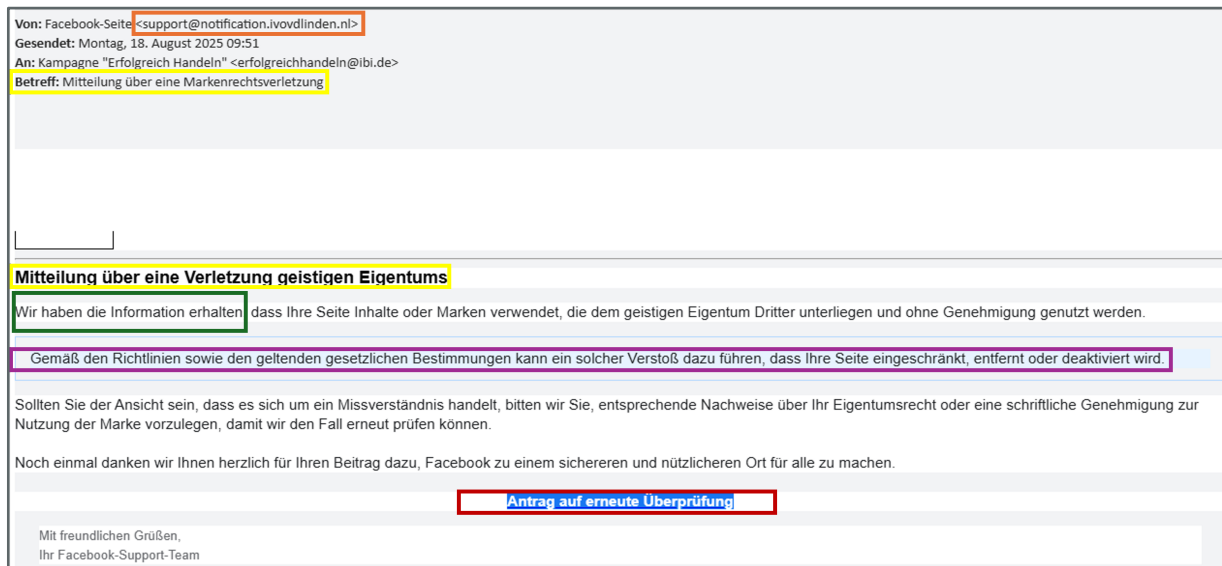 Von: Facebook-Seite <support@notification.ivovdlinden.nl>
Gesendet: Montag, 18. August 2025 09:51
An: Kampagne "Erfolgreich Handeln" <erfolgreichhandeln@ibi.de>
Betreff: Mitteilung über eine Markenrechtsverletzung
Mitteilung über eine Verletzung geistigen Eigentums
Wir haben die Information erhalten, dass Ihre Seite Inhalte oder Marken verwendet, die dem geistigen Eigentum Dritter unterliegen und ohne Genehmigung genutzt werden.
Gemäß den Richtlinien sowie den geltenden gesetzlichen Bestimmungen kann ein solcher Verstoß dazu führen, dass Ihre Seite eingeschränkt, entfernt oder deaktiviert wird.
Sollten Sie der Ansicht sein, dass es sich um ein Missverständnis handelt, bitten wir Sie, entsprechende Nachweise über Ihr Eigentumsrecht oder eine schriftliche Genehmigung zur
Nutzung der Marke vorzulegen, damit wir den Fall erneut prüfen können.
Noch einmal danken wir Ihnen herzlich für Ihren Beitrag dazu, Facebook zu einem sichereren und nützlicheren Ort für alle zu machen.
Antrag auf erneute Überprüfung
Mit freundlichen Grüßen,
Ihr Facebook-Support-Team